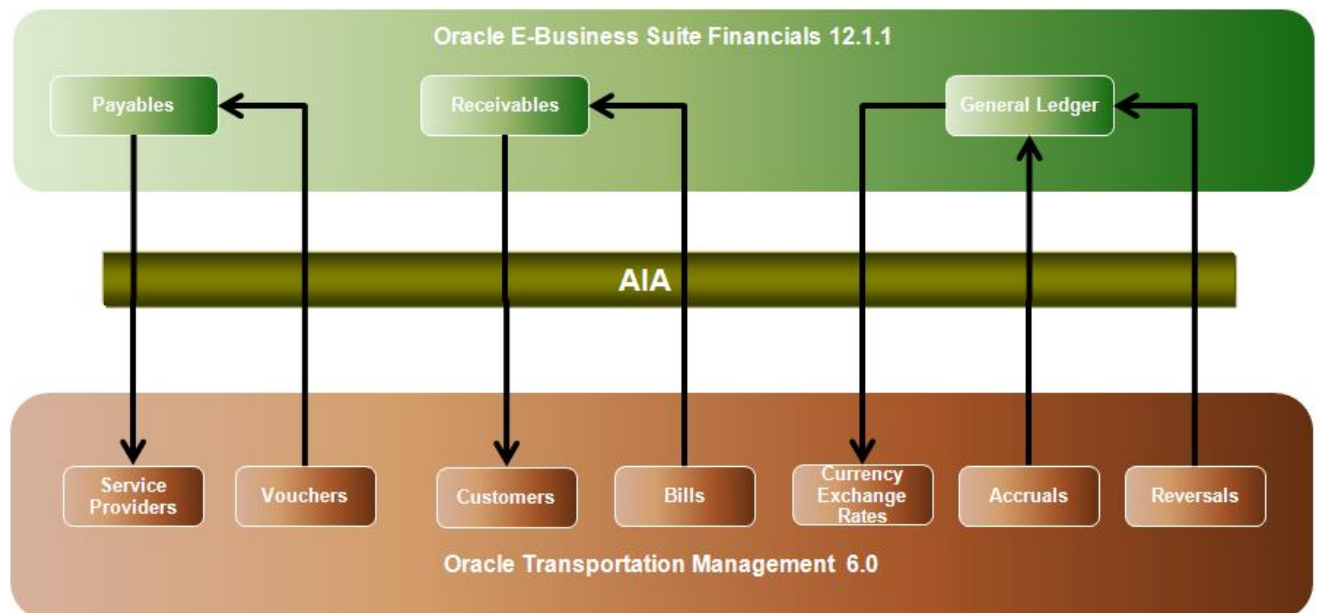 Oracle E-Business Suite Financials 12.1.1
Payables
Receivables
General Ledger
AIA
Service
Providers
Vouchers
Customers
Bills
Currency
Exchange
Rates
Accruals
Reversals
Oracle Transportation Management 6.0